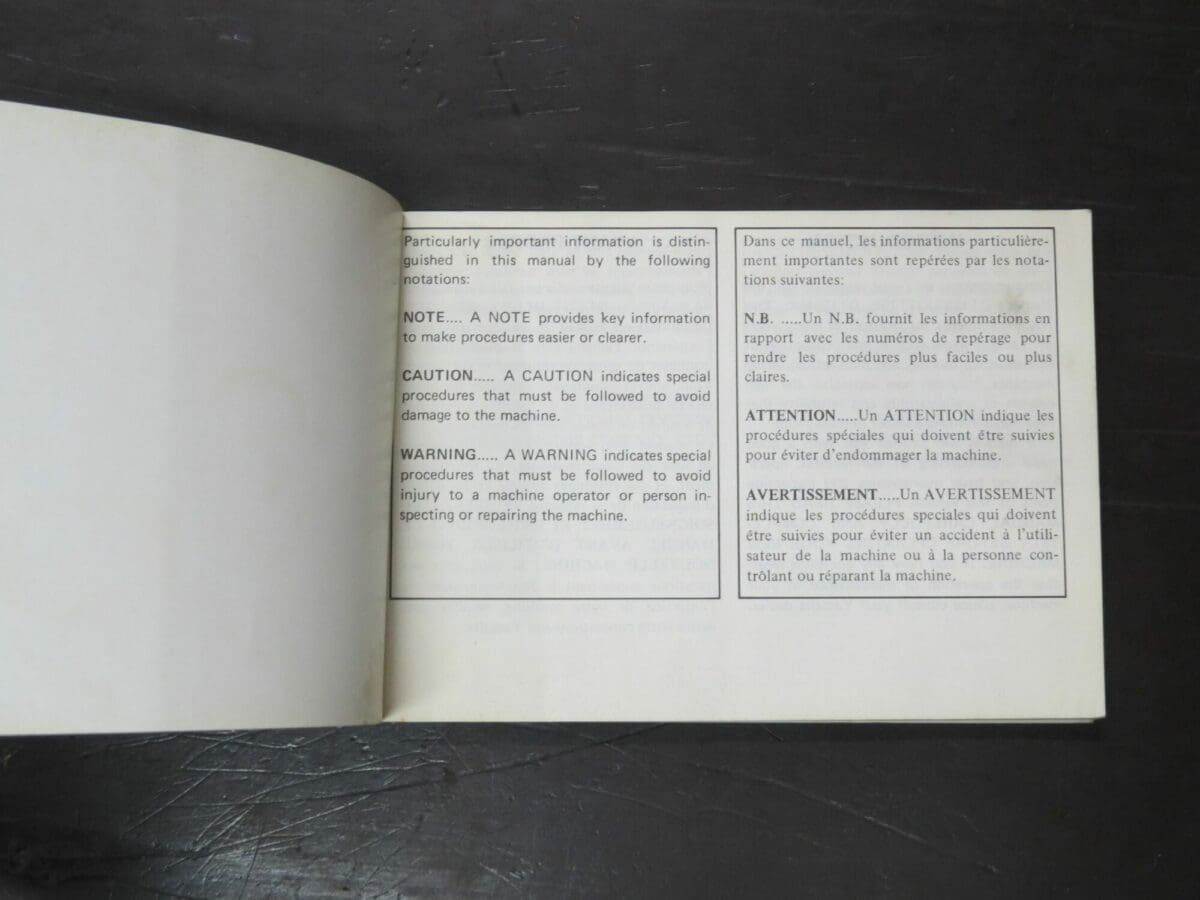 Particularly important information is distin-
guished in this manual by the following
notations:
NOTE.... A NOTE provides key information
to make procedures easier or clearer.
CAUTION..... A CAUTION indicates special
procedures that must be followed to avoid
damage to the machine.
WARNING..... A WARNING indicates special
procedures that must be followed to avoid
injury to a machine operator or person in-
specting or repairing the machine.
Dans ce manuel, les informations particulière-
ment importantes sont repérées par les nota-
tions suivantes:
N.B. .....Un N.B. fournit les informations en
rapport avec les numéros de repérage pour
rendre les procédures plus faciles ou plus
claires.
ATTENTION.....Un ATTENTION indique les
procédures spéciales qui doivent être suivies
pour éviter d'endommager la machine.
AVERTISSEMENT.....Un AVERTISSEMENT
indique les procédures speciales qui doivent
être suivies pour éviter un accident à l'utili-
sateur de la machine ou à la personne con-
trôlant ou réparant la machine.